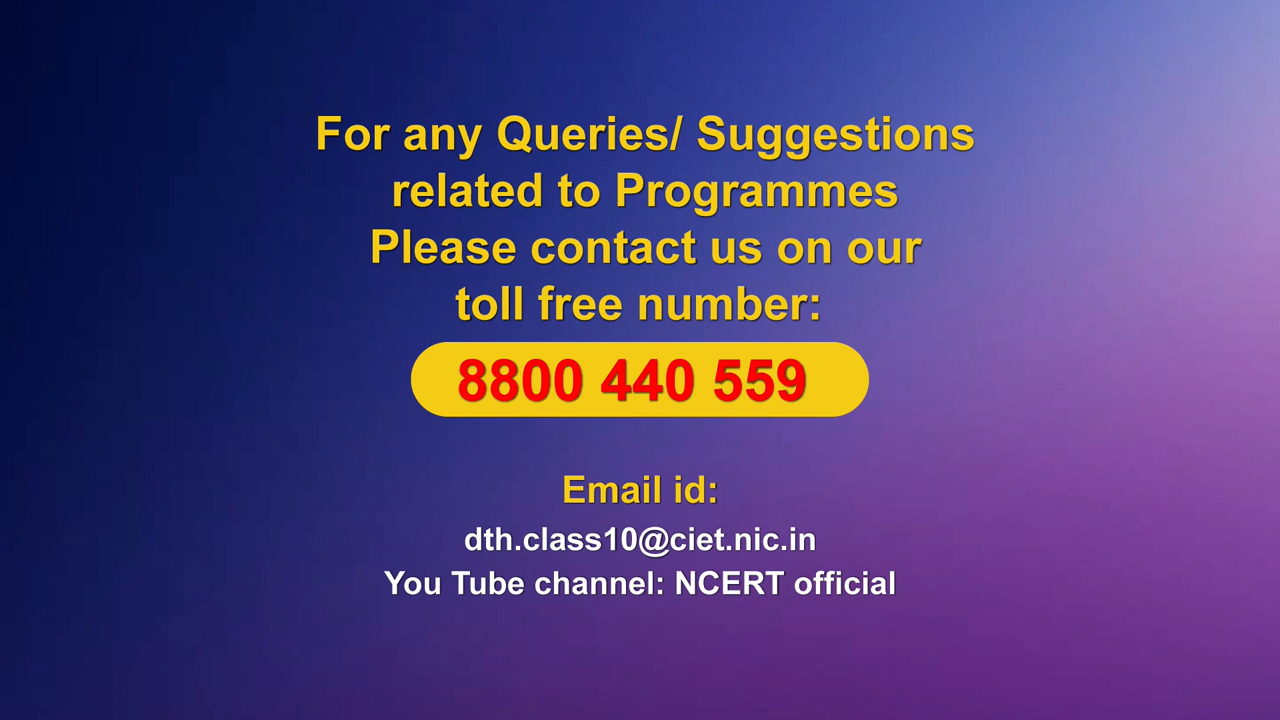 For any Queries/ Suggestions
related to Programmes
Please contact us on our
toll free number:
8800 440 559
Email id:
dth.class10@ciet.nic.in
You Tube channel: NCERT official